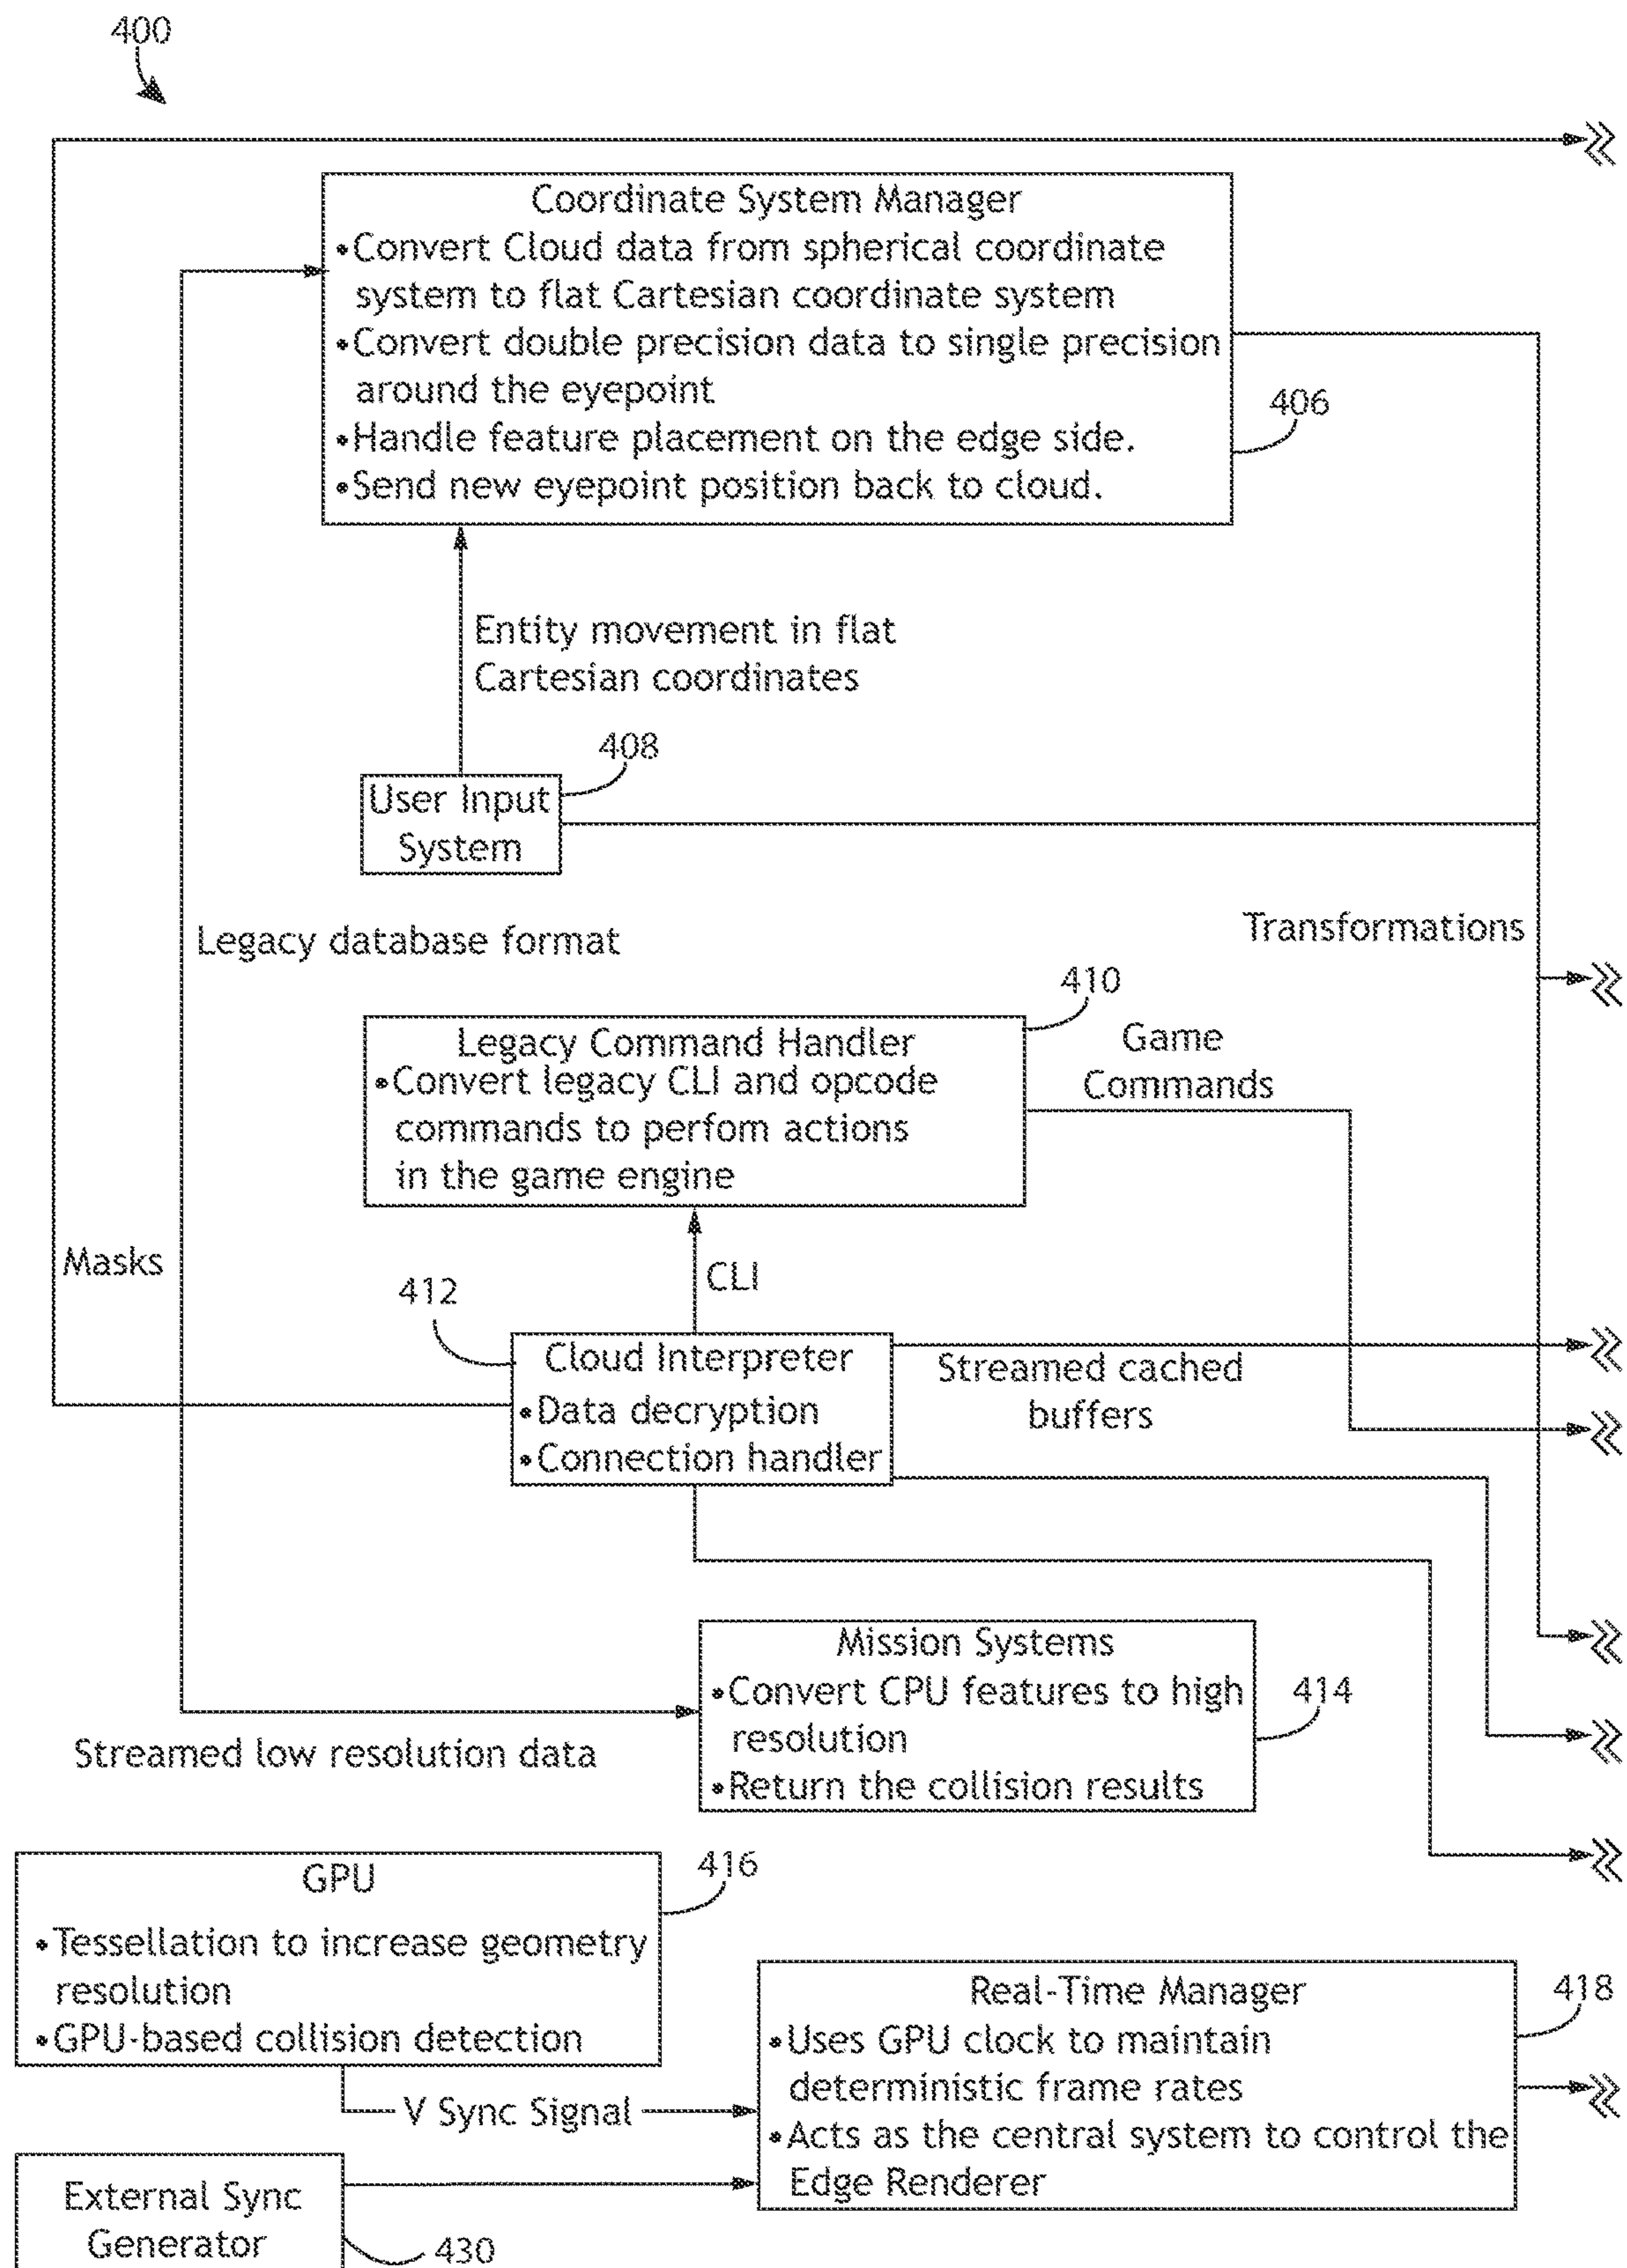 400
Coordinate System Manager
•Convert Cloud data from spherical coordinate
system to flat Cartesian coordinate system
•Convert double precision data to single precision
around the eyepoint
•Handle feature placement on the edge side.
•Send new eyepoint position back to cloud.
406
Entity movement in flat
Cartesian coordinates
408
User Input
System
Legacy database format
Transformations
410
Legacy Command Handler
•Convert legacy CLI and opcode
commands to perfom actions
in the game engine
Game
Commands
Masks
CLI
412
Cloud Interpreter
•Data decryption
•Connection handler
Streamed cached
buffers
Mission Systems
•Convert CPU features to high
resolution
•Return the collision results
414
Streamed low resolution data
GPU
•Tessellation to increase geometry
resolution
•GPU-based collision detection
416
V Sync Signal
Real-Time Manager
•Uses GPU clock to maintain
deterministic frame rates
•Acts as the central system to control the
Edge Renderer
418
External Sync
Generator
430